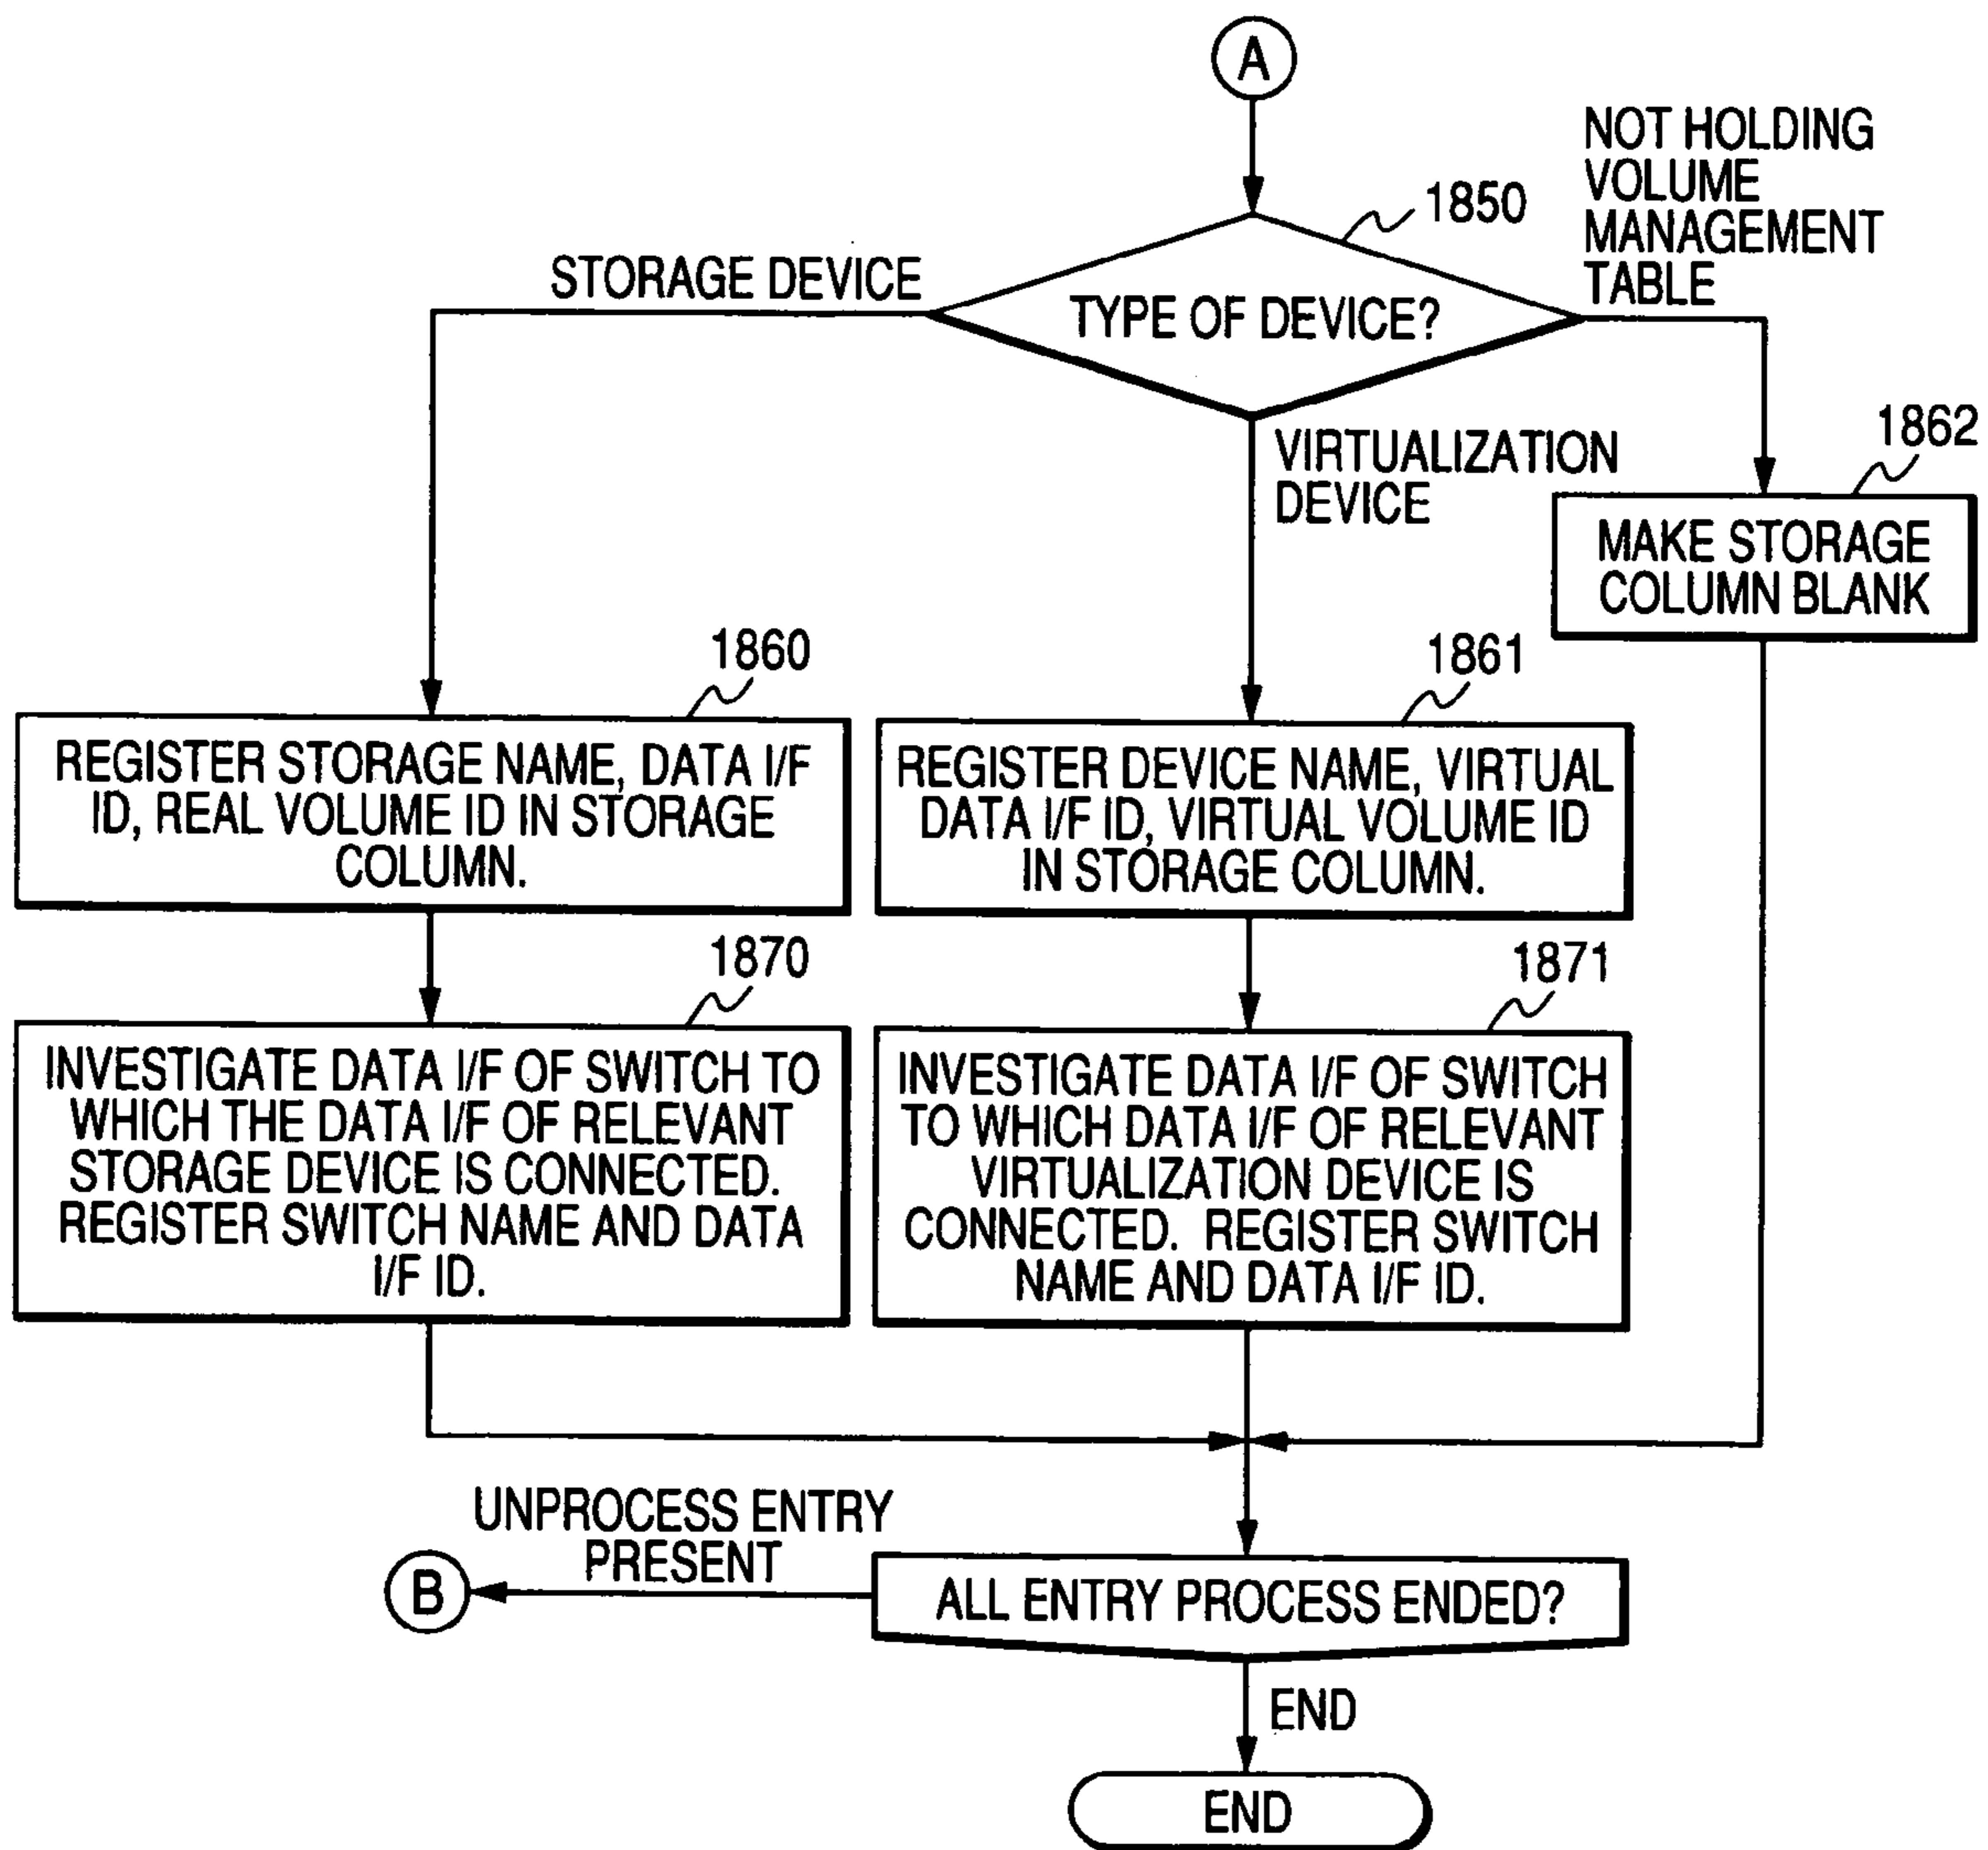 A
NOT HOLDING
VOLUME
MANAGEMENT
TABLE
1850
STORAGE DEVICE
TYPE OF DEVICE?
VIRTUALIZATION
DEVICE
1862
MAKE STORAGE
COLUMN BLANK
1860
REGISTER STORAGE NAME, DATA I/F
ID, REAL VOLUME ID IN STORAGE
COLUMN.
1861
REGISTER DEVICE NAME, VIRTUAL
DATA I/F ID, VIRTUAL VOLUME ID
IN STORAGE COLUMN.
1870
INVESTIGATE DATA I/F OF SWITCH TO
WHICH THE DATA I/F OF RELEVANT
STORAGE DEVICE IS CONNECTED.
REGISTER SWITCH NAME AND DATA
I/F ID.
1871
INVESTIGATE DATA I/F OF SWITCH
TO WHICH DATA I/F OF RELEVANT
VIRTUALIZATION DEVICE IS
CONNECTED. REGISTER SWITCH
NAME AND DATA I/F ID.
UNPROCESS ENTRY
PRESENT
B
ALL ENTRY PROCESS ENDED?
END
END